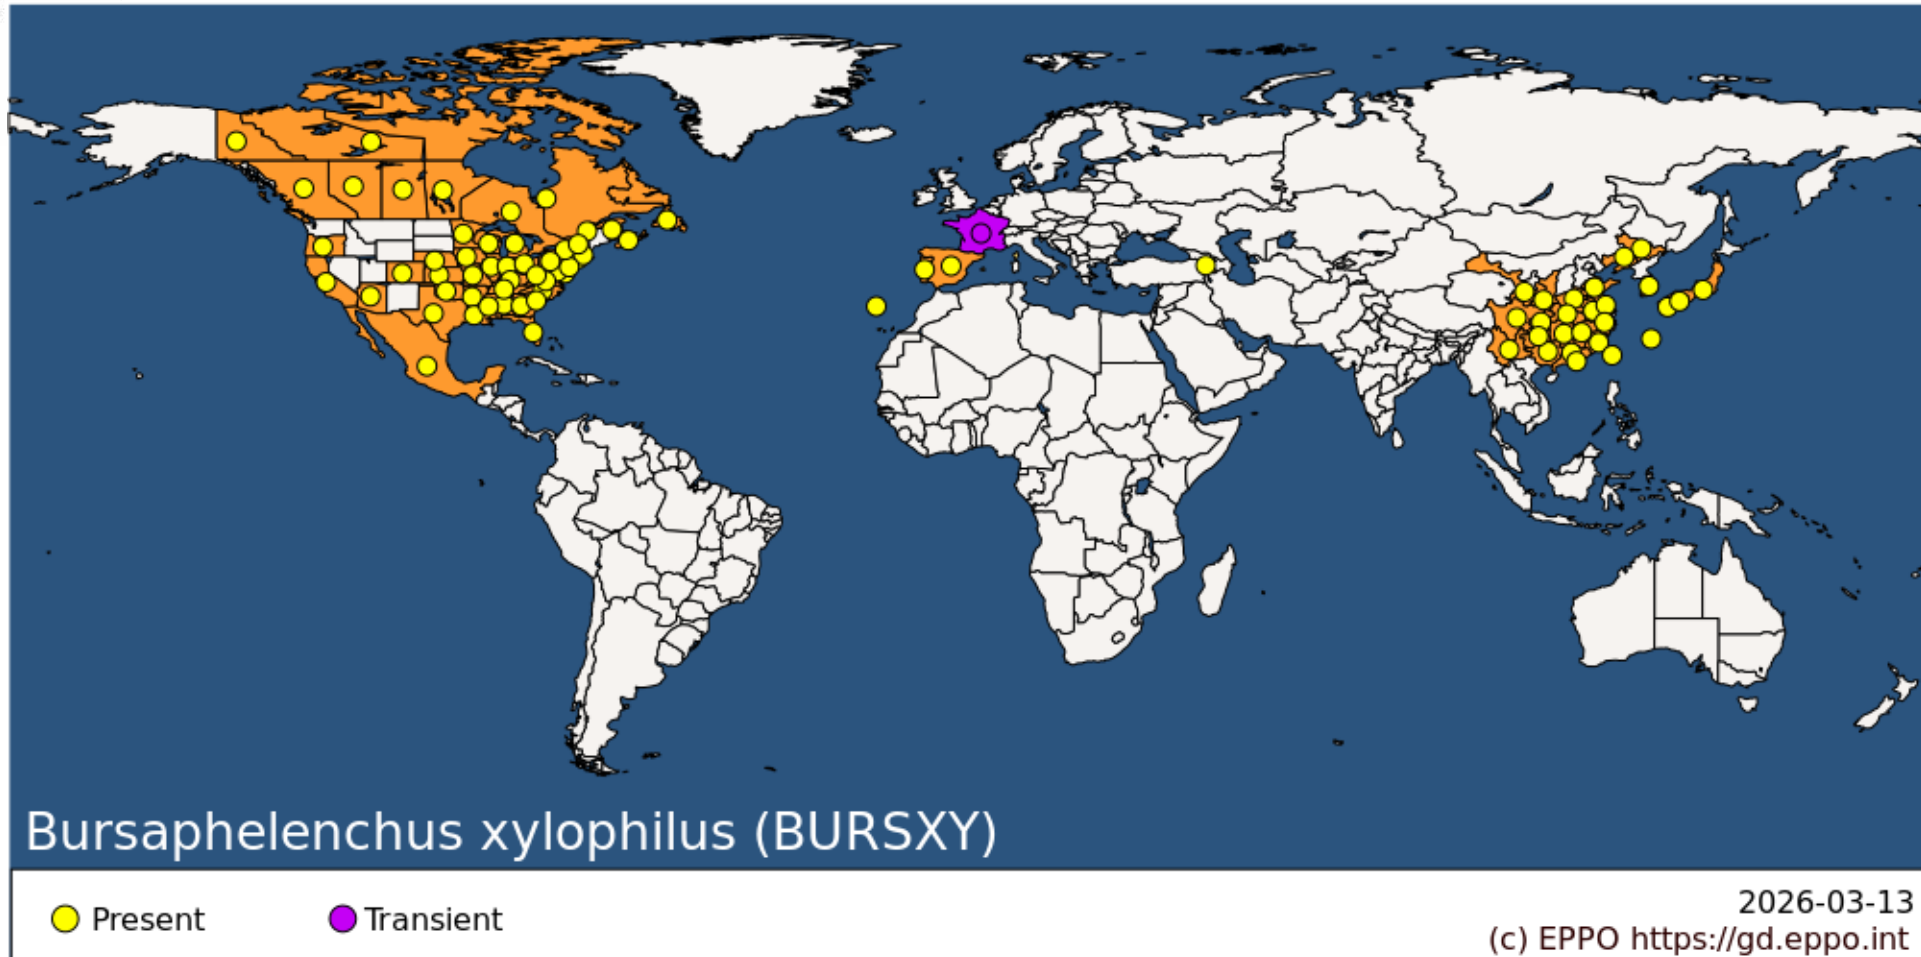 Bursaphelenchus xylophilus (BURSXY)
Present
Transient
2026-03-13
(c) EPPO https://gd.eppo.int